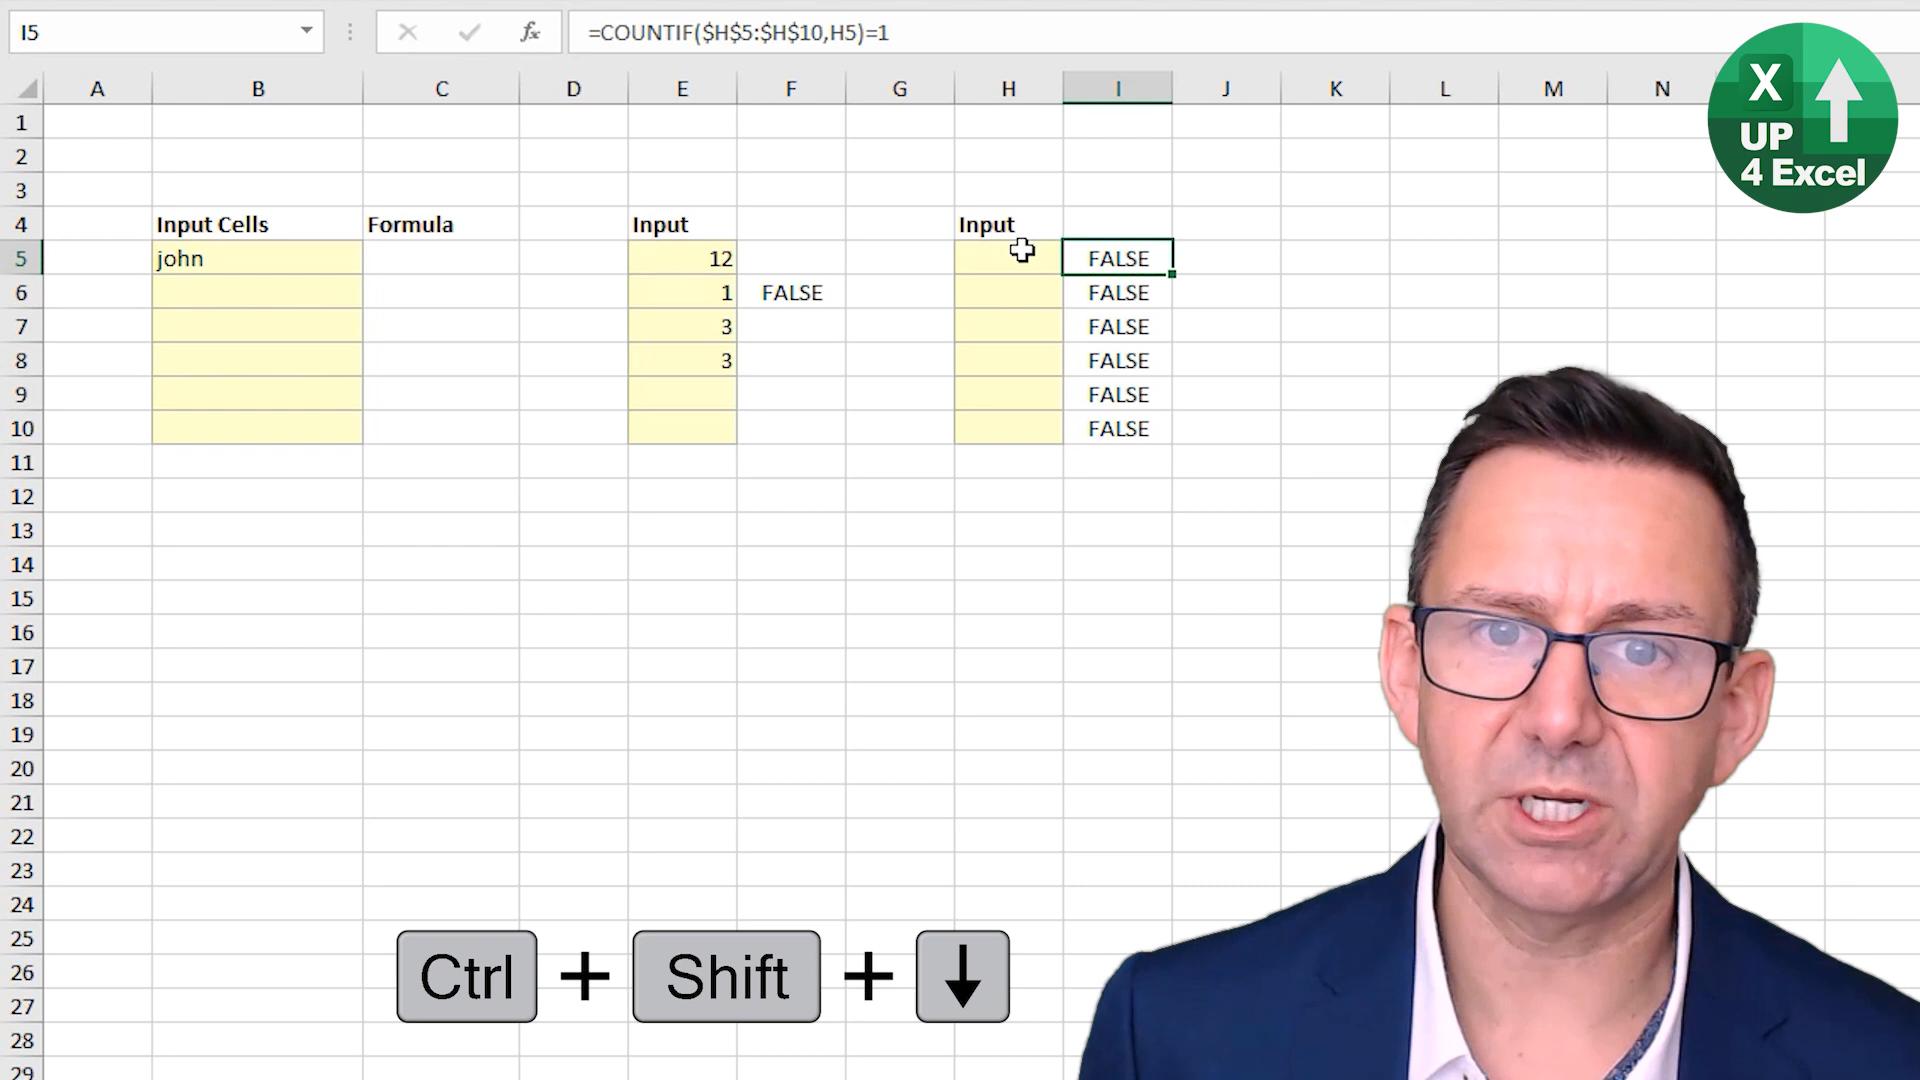 I5
fx
=COUNTIF($H$5:$H$10,H5)=1
A B C D E F G H I J K L M N
X
UP
4 Excel
1
2
3
4 Input Cells Formula Input Input
5 john 12 FALSE
6 1 FALSE FALSE
7 3 FALSE
8 3 FALSE
9 FALSE
10 FALSE
11
12
13
14
15
16
17
18
19
20
21
22
23
24
25
26
27
28
29
Ctrl + Shift + ↓